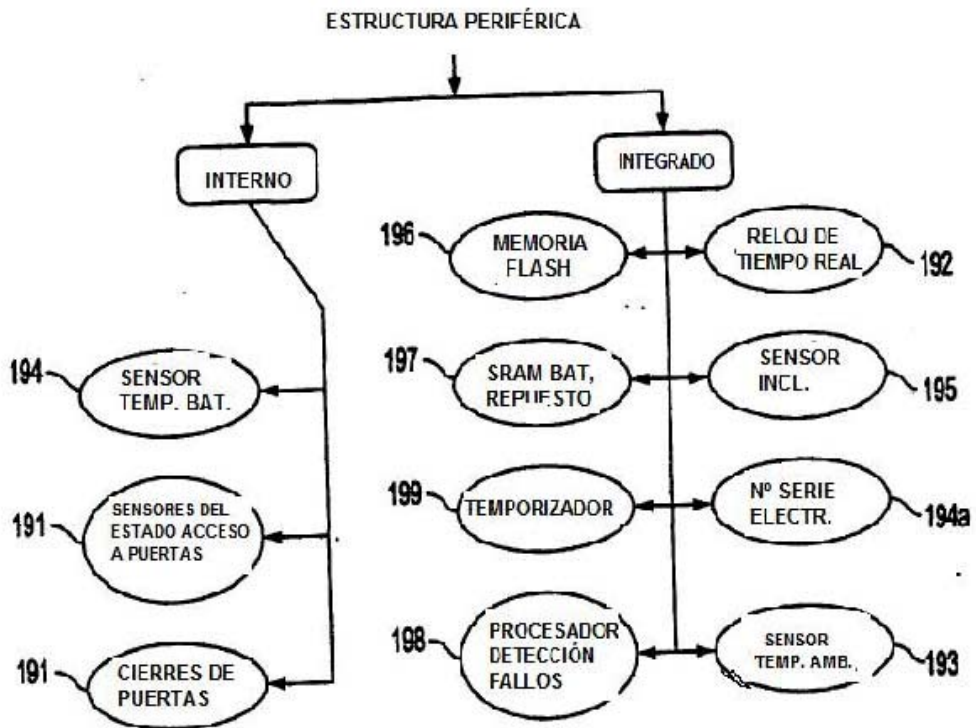 ESTRUCTURA PERIFÉRICA
INTERNO
INTEGRADO
196
MEMORIA
FLASH
RELOJ DE
TIEMPO REAL
192
194
SENSOR
TEMP. BAT.
197
SRAM BAT,
REPUESTO
SENSOR
INCL.
195
191
SENSORES DEL
ESTADO ACCESO
A PUERTAS
199
TEMPORIZADOR
Nº SERIE
ELECTR.
194a
191
CIERRES DE
PUERTAS
198
PROCESADOR
DETECCIÓN
FALLOS
SENSOR
TEMP. AMB.
193